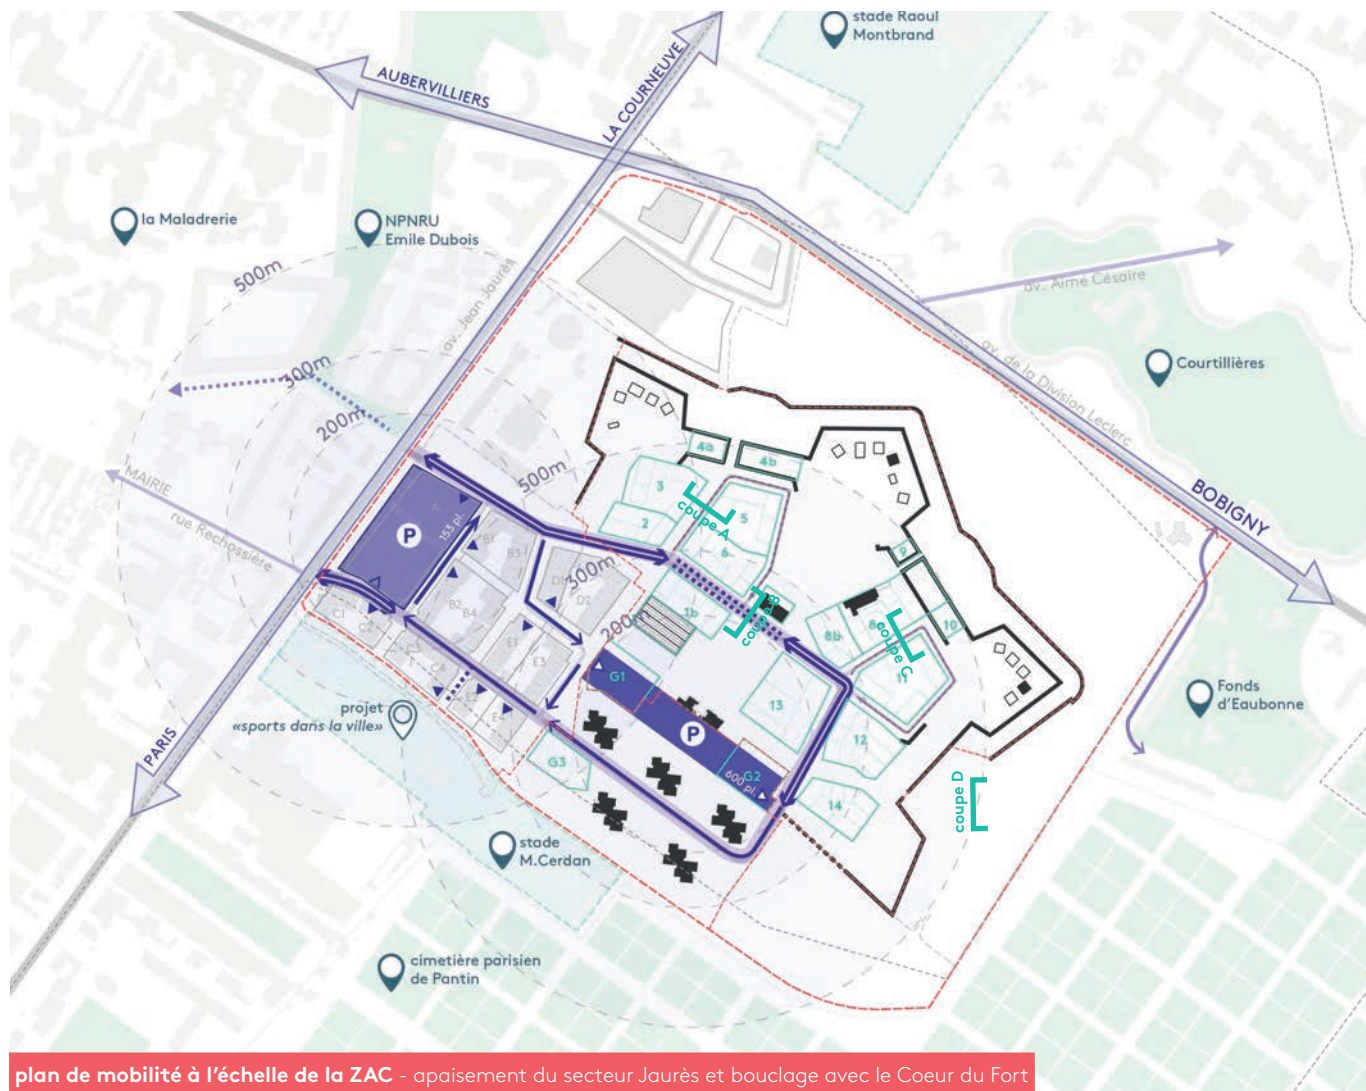 stade Raoul
Montbrand
AUBERVILLIERS
LA COURNEUVE
la Maladrerie
NPNRU
Emile Dubois
500m
av. Jean Jaurès
av. Aimé Césaire
300m
av. de la Division Leclerc
Courtillières
200m
4a
4b
500m
MAIRIE
rue Rechossière
3
5
coupe A
BOBIGNY
2
P
153 pl.
B1
B3
6
9
300m
D1
D2
1b
coupe B
B2
B4
200m
8
8b
10
coupe C
C1
C2
E1
E3
C4
E2
E4
11
G1
13
projet
«sports dans la ville»
P
12
Fonds
d'Eaubonne
PARIS
G3
G2
600 pl.
14
coupe D
stade
M.Cerdan
cimetière parisien
de Pantin
plan de mobilité à l'échelle de la ZAC - apaisement du secteur Jaurès et bouclage avec le Coeur du Fort